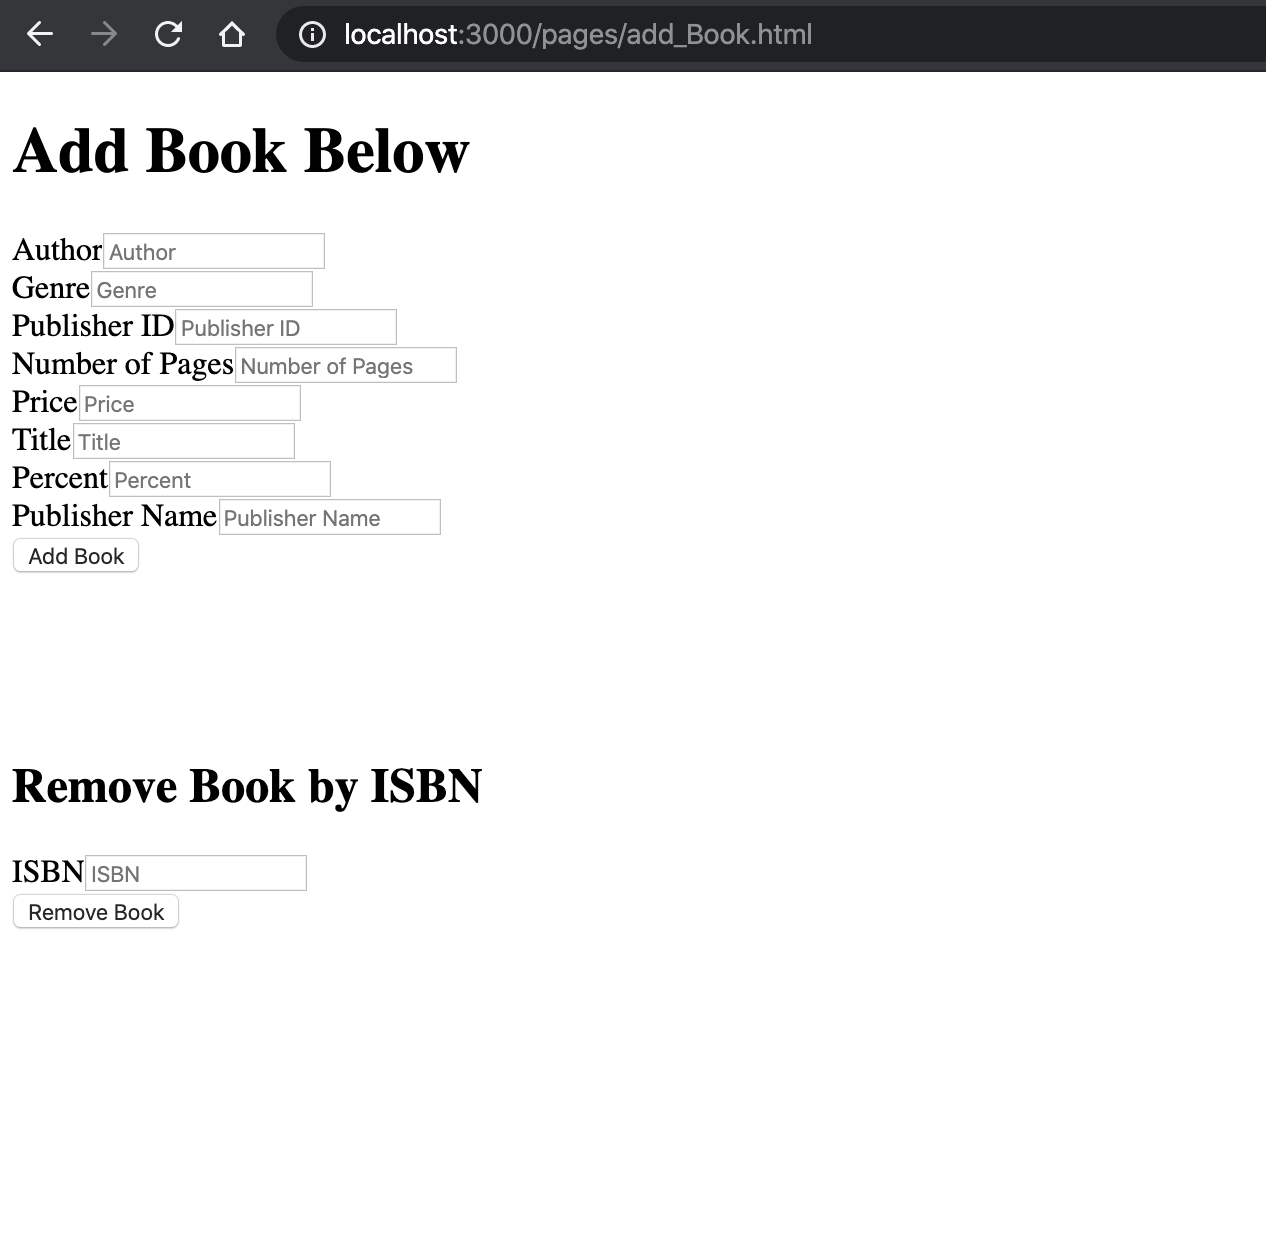 localhost:3000/pages/add_Book.html
Add Book Below
Author Author
Genre Genre
Publisher ID Publisher ID
Number of Pages Number of Pages
Price Price
Title Title
Percent Percent
Publisher Name Publisher Name
Add Book
Remove Book by ISBN
ISBN ISBN
Remove Book